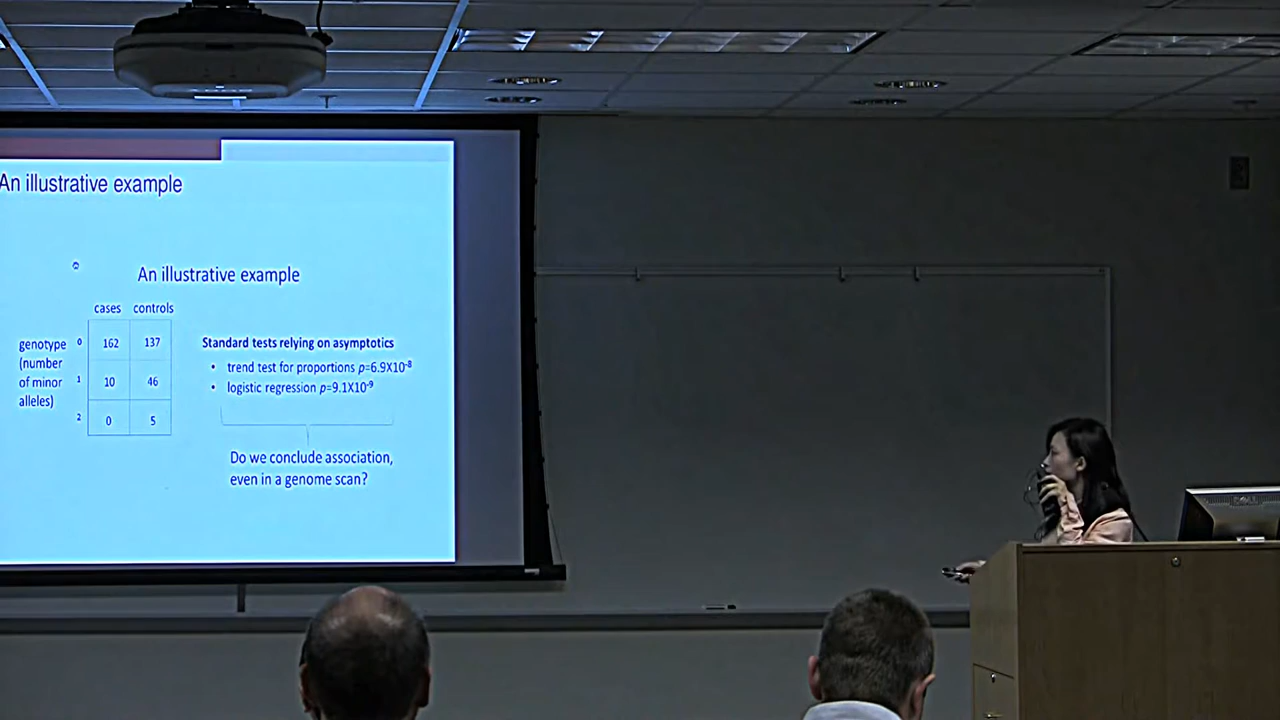 An illustrative example
An illustrative example
cases controls
genotype
(number
of minor
alleles)
0 162 137
1 10 46
2 0 5
Standard tests relying on asymptotics
• trend test for proportions p=6.9X10-8
• logistic regression p=9.1X10-9
Do we conclude association,
even in a genome scan?